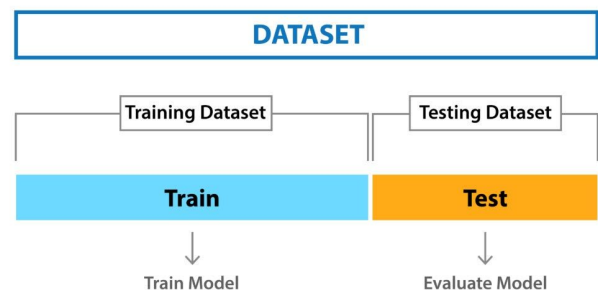 DATASET
Training Dataset
Testing Dataset
Train
Test
Train Model
Evaluate Model